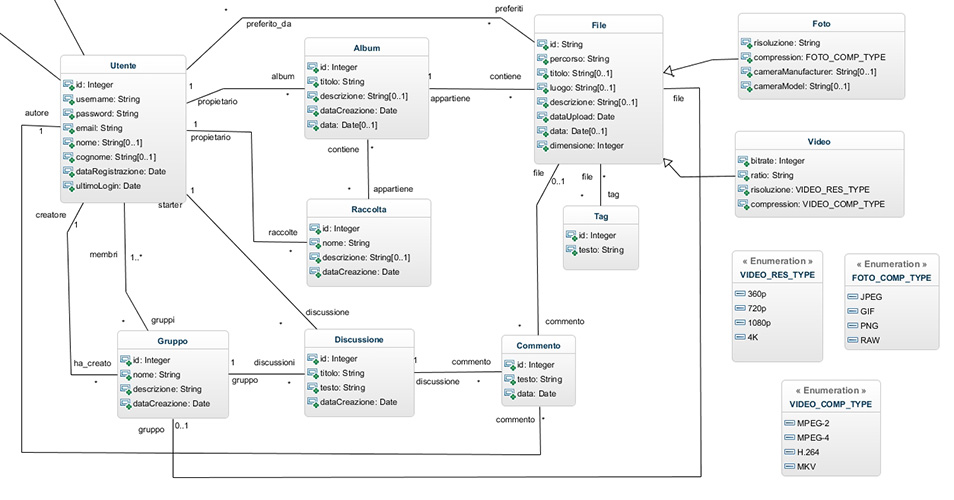 Utente
id: Integer
username: String
password: String
email: String
nome: String[0..1]
cognome: String[0..1]
dataRegistrazione: Date
ultimoLogin: Date
Album
id: Integer
titolo: String
descrizione: String[0..1]
dataCreazione: Date
data: Date[0..1]
File
id: String
percorso: String
titolo: String[0..1]
luogo: String[0..1]
descrizione: String[0..1]
dataUpload: Date
data: Date[0..1]
dimensione: Integer
Foto
risoluzione: String
compression: FOTO_COMP_TYPE
cameraManufacturer: String[0..1]
cameraModel: String[0..1]
Video
bitrate: Integer
ratio: String
risoluzione: VIDEO_RES_TYPE
compression: VIDEO_COMP_TYPE
Raccolta
id: Integer
nome: String
descrizione: String[0..1]
dataCreazione: Date
Tag
id: Integer
testo: String
« Enumeration »
VIDEO_RES_TYPE
360p
720p
1080p
4K
« Enumeration »
FOTO_COMP_TYPE
JPEG
GIF
PNG
RAW
Gruppo
id: Integer
nome: String
descrizione: String
dataCreazione: Date
Discussione
id: Integer
titolo: String
testo: String
dataCreazione: Date
Commento
id: Integer
testo: String
data: Date
« Enumeration »
VIDEO_COMP_TYPE
MPEG-2
MPEG-4
H.264
MKV
*
preferito_da
preferiti
*
1
propietario
album
*
1
appartiene
contiene
*
1
propietario
raccolte
*
contiene
*
*
appartiene
autore
1
creatore
1
membri
1..*
gruppi
*
starter
1
discussione
*
ha_creato
*
1
gruppo
discussioni
*
1
discussione
commento
*
file
0..1
commento
*
file
*
tag
*
file
*
gruppo
0..1
commento
*